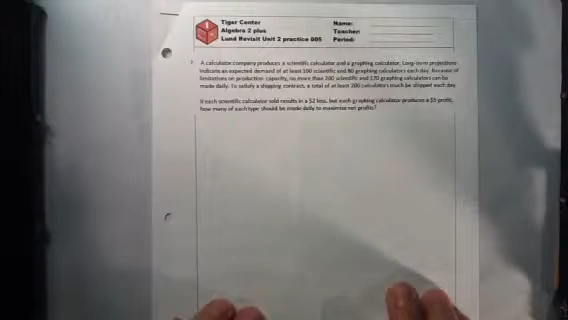 Tiger Center
Name:
Algebra 2 plus
Teacher:
Land Revisit Unit 2 practice 005
Period:
A calculator company produces a scientific calculator and a graphing calculator. Long-term projections
indicate an expected demand of at least 100 scientific and 80 graphing calculators each day. Because of
limitations on production capacity, no more than 200 scientific and 170 graphing calculators can be
made daily. To satisfy a shipping contract, a total of at least 200 calculators much be shipped each day.
If each scientific calculator sold results in a $2 loss, but each graphing calculator produces a $5 profit,
how many of each type should be made daily to maximize net profits?